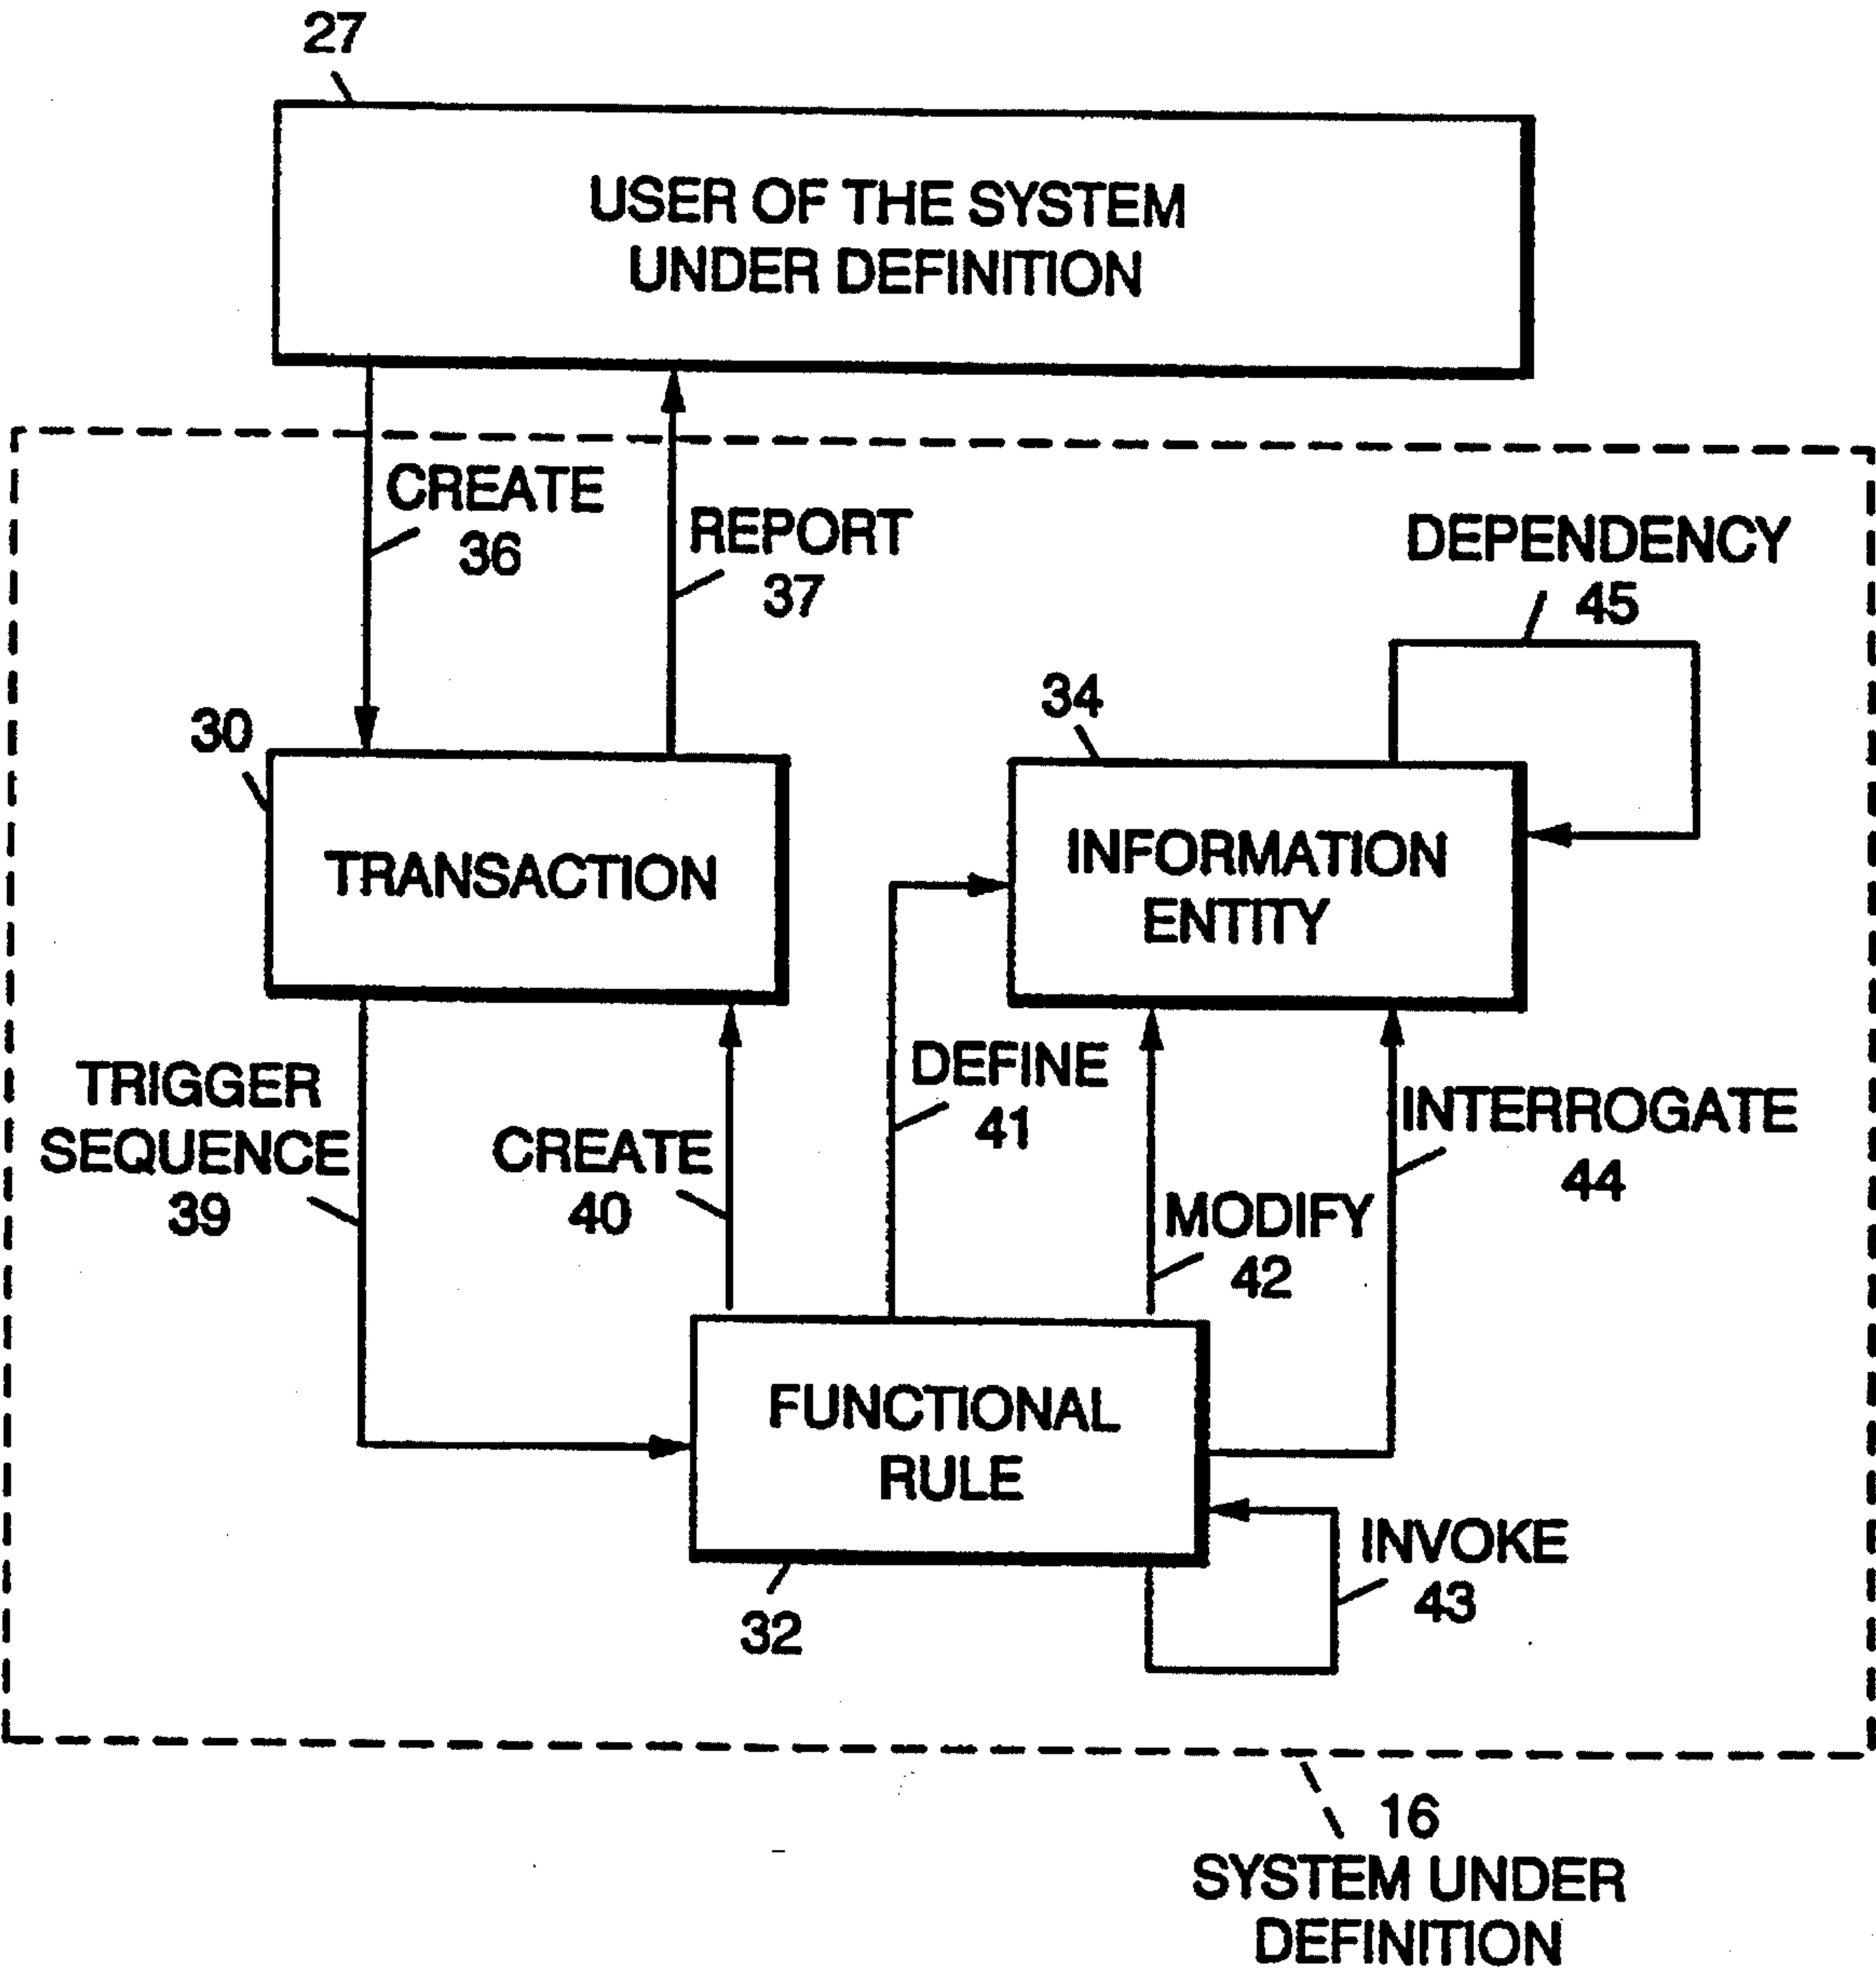 27
USER OF THE SYSTEM
UNDER DEFINITION
CREATE
36
REPORT
37
DEPENDENCY
45
30
34
TRANSACTION
INFORMATION
ENTITY
TRIGGER
SEQUENCE
39
CREATE
40
DEFINE
41
MODIFY
42
INTERROGATE
44
FUNCTIONAL
RULE
32
INVOKE
43
16
SYSTEM UNDER
DEFINITION